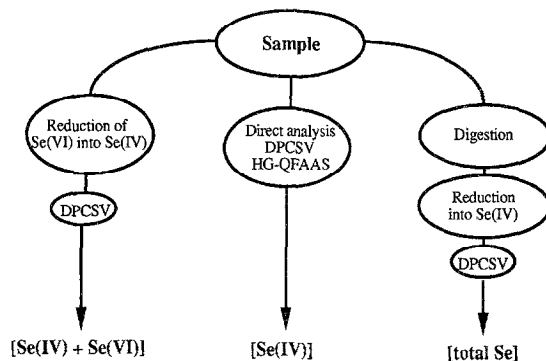 Sample
Reduction of
Se(VI) into Se(IV)
DPCSV
[Se(IV) + Se(VI)]
Direct analysis
DPCSV
HG-QFAAS
[Se(IV)]
Digestion
Reduction
into Se(IV)
DPCSV
[total Se]